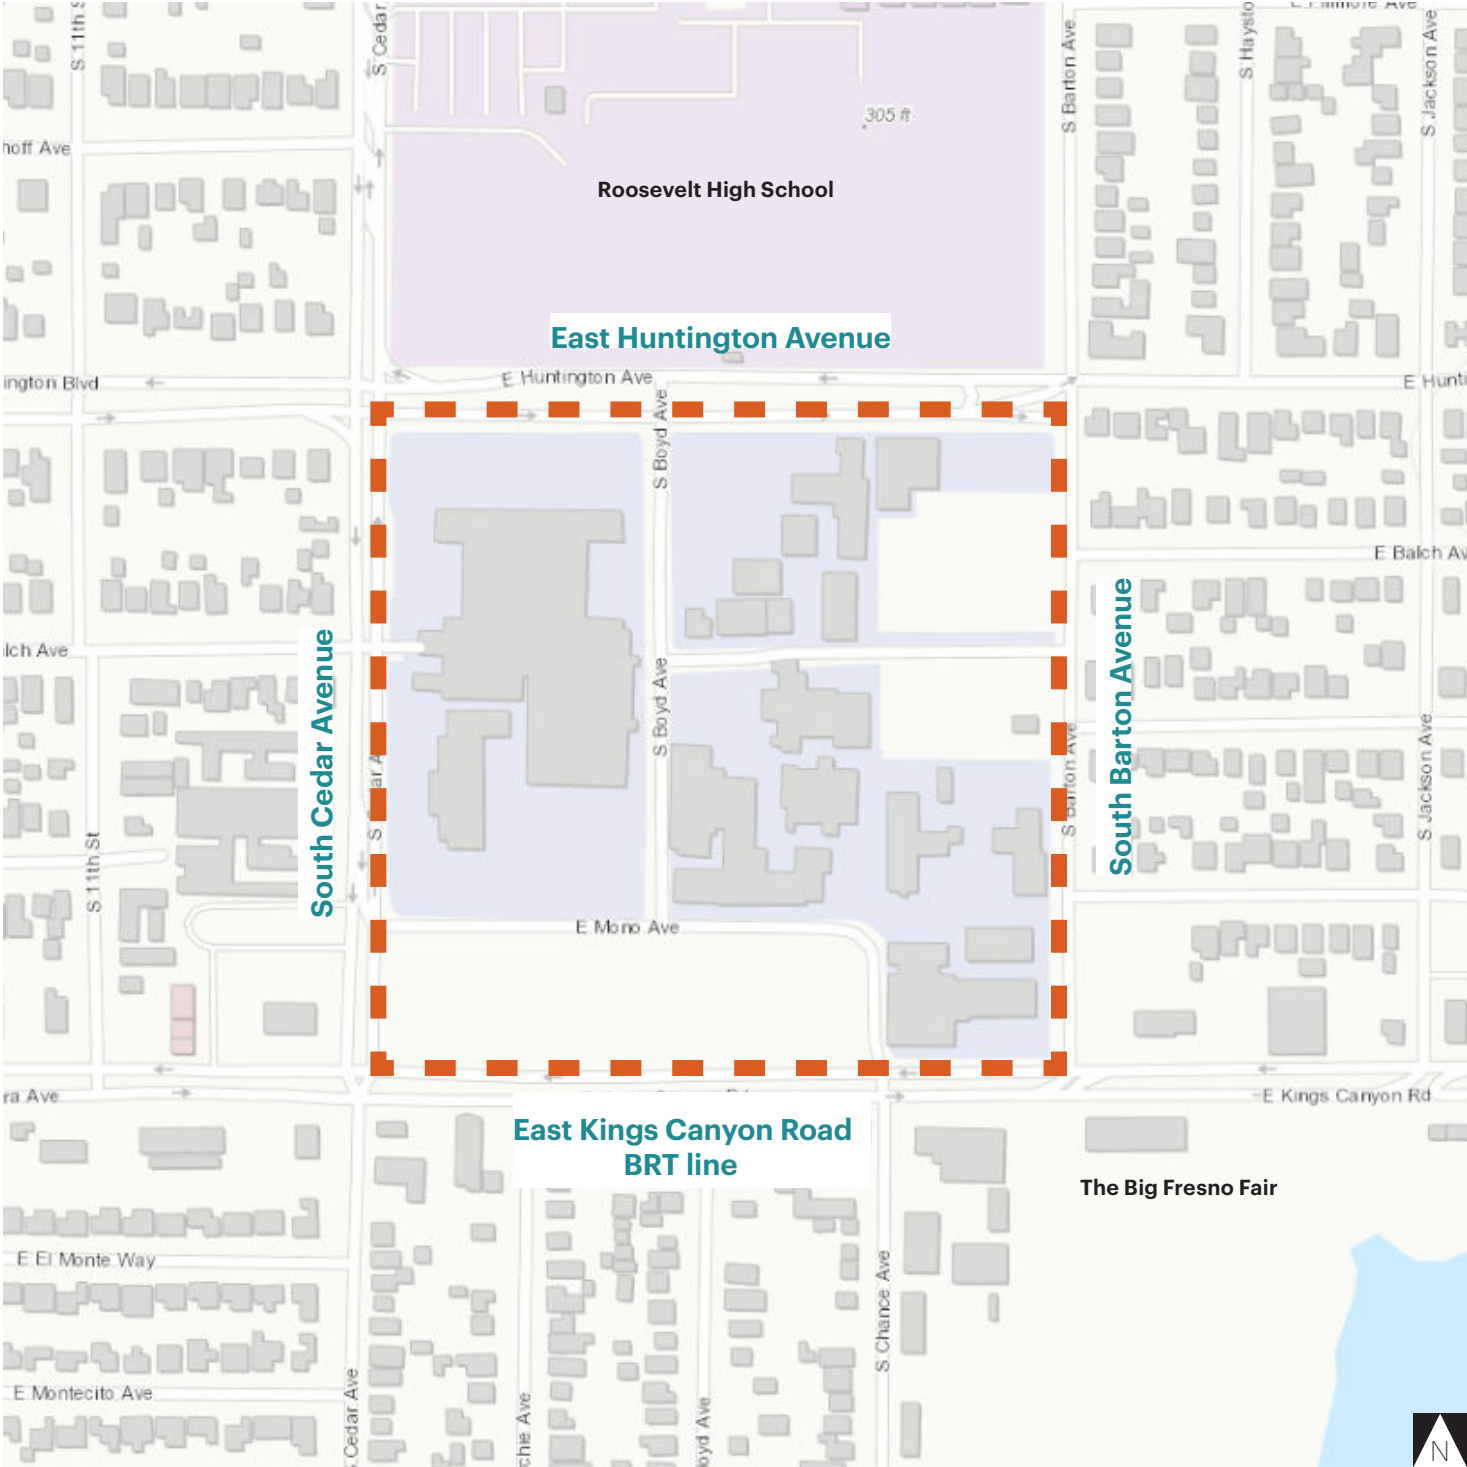 S 11th S
S Cedar
S Barton Ave
S Haysto
E Fillmore Ave
S Jackson Ave
305 ft
hoff Ave
Roosevelt High School
East Huntington Avenue
ington Blvd
E Huntington Ave
E Hunti
S Boyd Ave
E Balch Av
lch Ave
South Cedar Avenue
S Boyd Ave
South Barton Avenue
S Barton Ave
S Jackson Ave
S 11th St
E Mono Ave
ra Ave
E Kings Canyon Rd
East Kings Canyon Road
BRT line
The Big Fresno Fair
E El Monte Way
S Chance Ave
E Montecito Ave
S Cedar Ave
chie Ave
oyd Ave
N